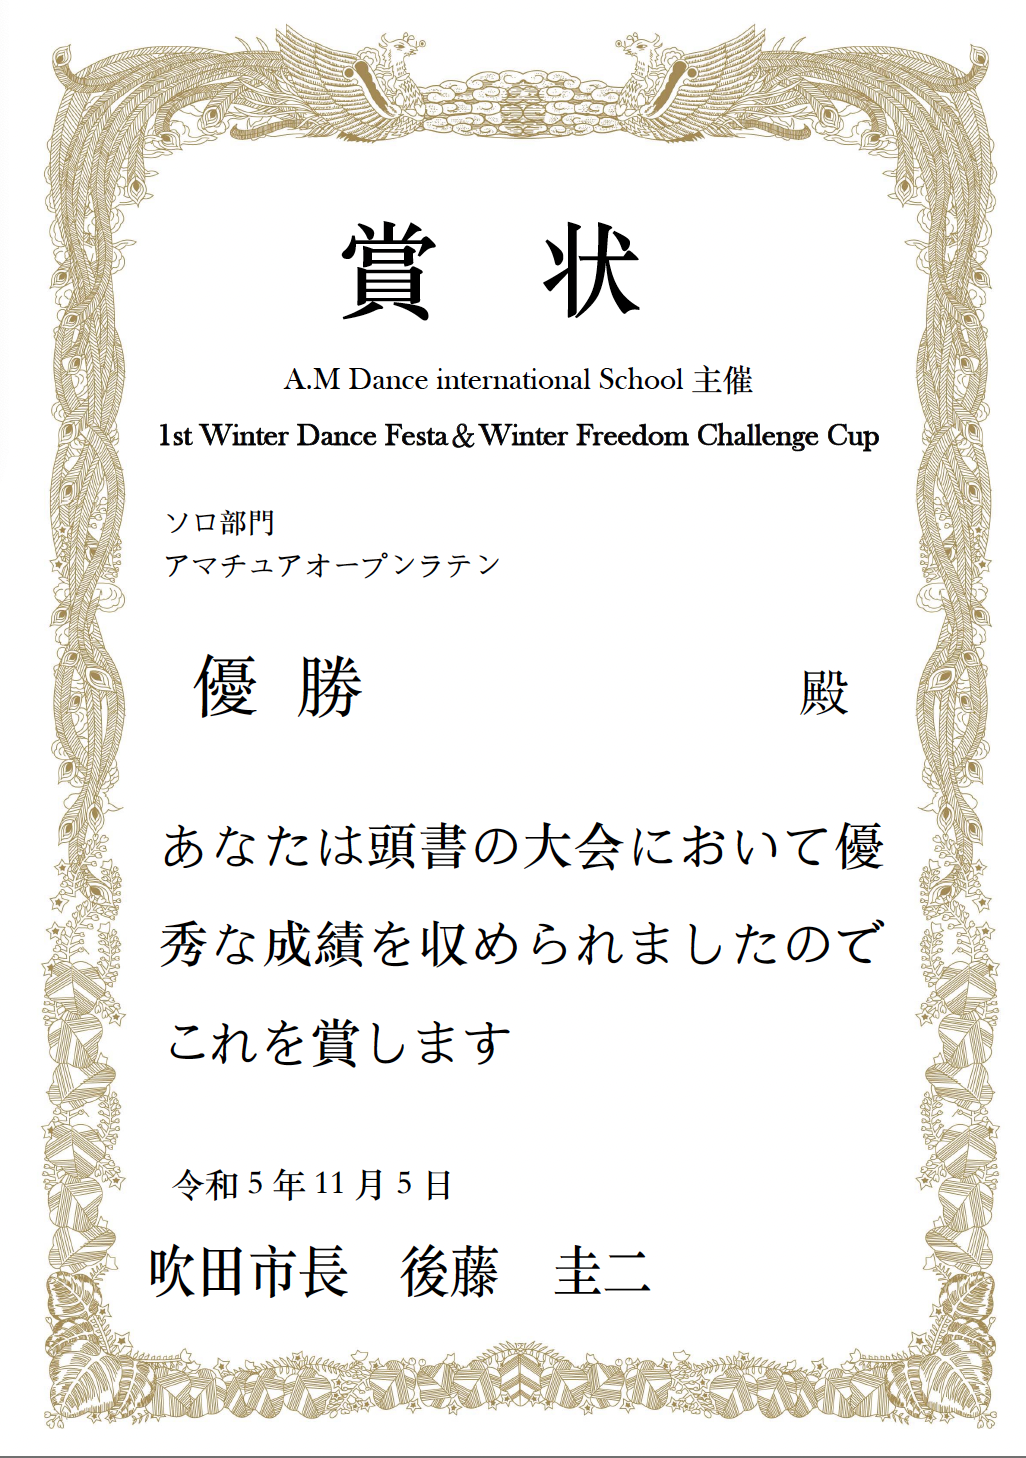 賞　状
A.M Dance international School 主催
1st Winter Dance Festa＆Winter Freedom Challenge Cup
ソロ部門
アマチュアオープンラテン
優 勝　殿
あなたは頭書の大会において優
秀な成績を収められましたので
これを賞します
令和 5 年 11 月 5 日
吹田市長　後藤　圭二